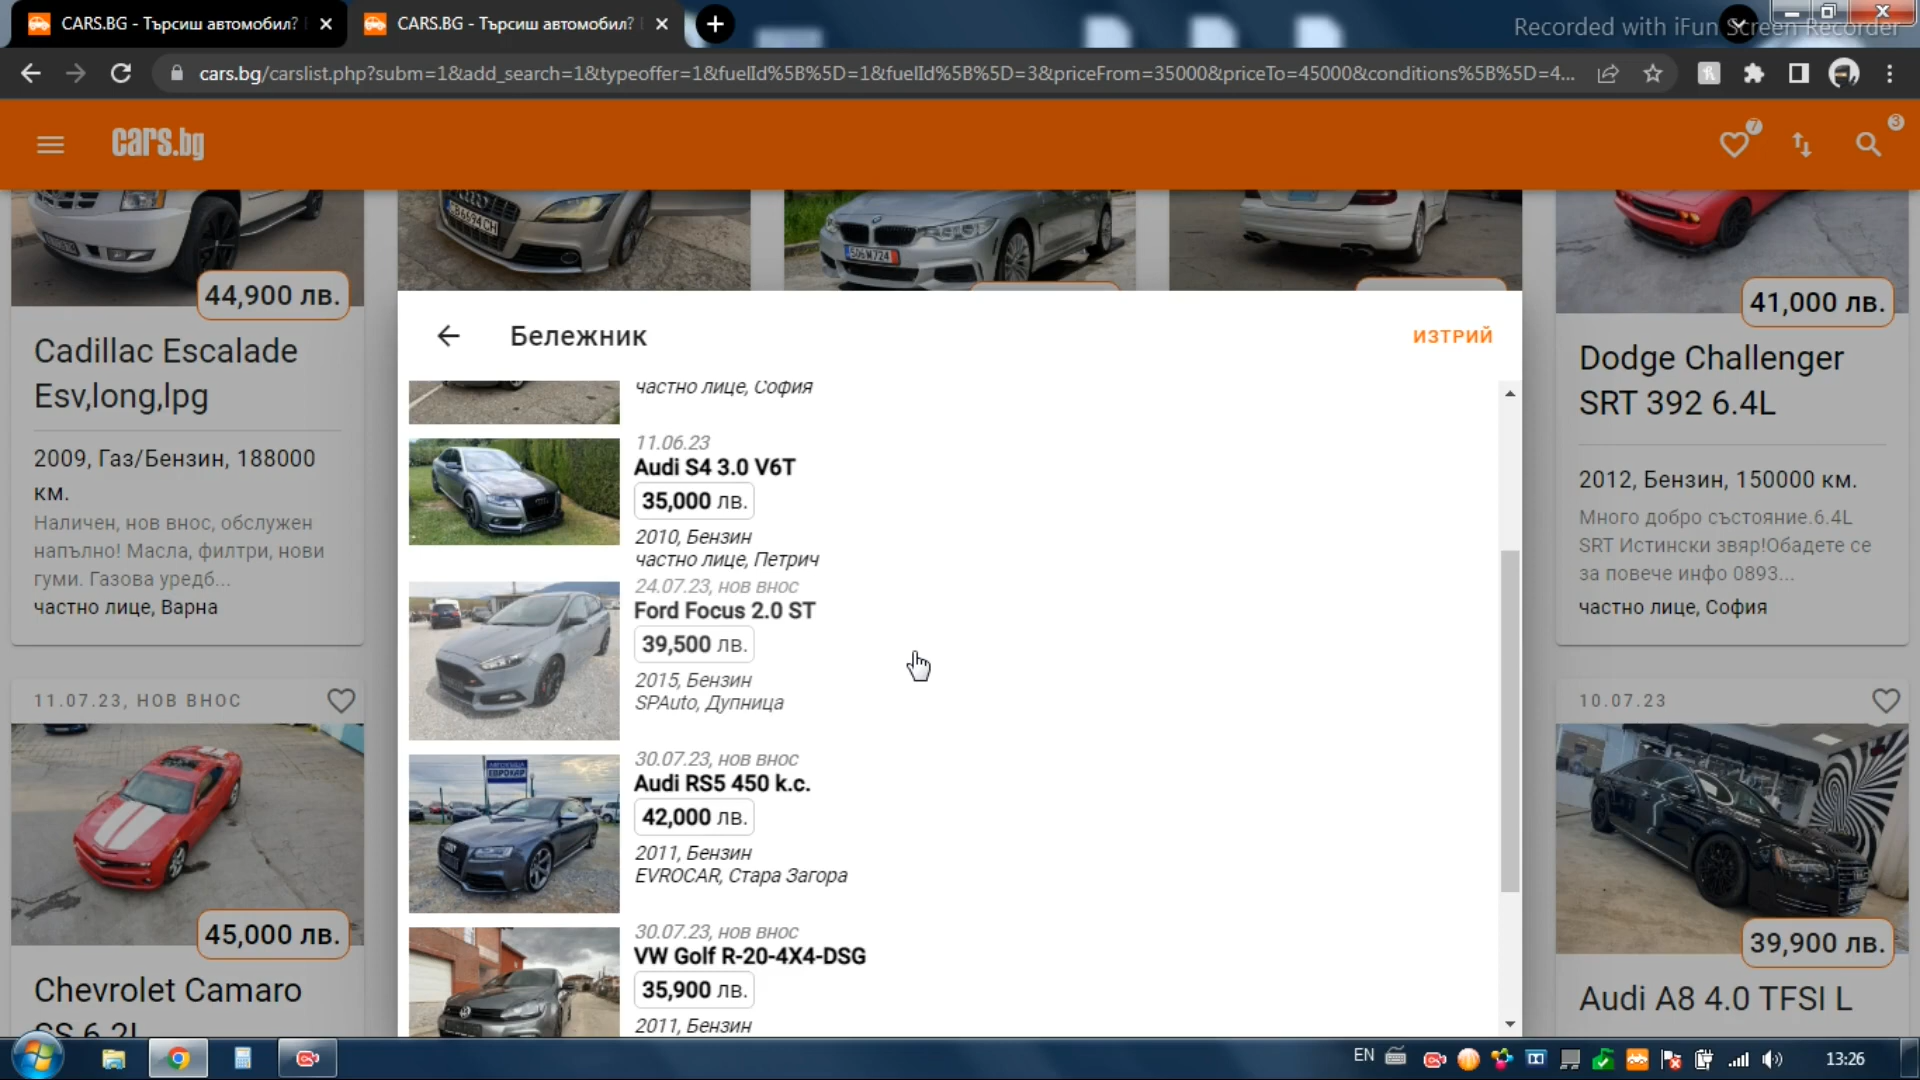 CARS.BG - Търсиш автомобил?
CARS.BG - Търсиш автомобил?
Recorded with iFun Screen Recorder
cars.bg/carslist.php?subm=1&add_search=1&typeoffer=1&fuelId%5B%5D=1&fuelId%5B%5D=3&priceFrom=35000&priceTo=45000&conditions%5B%5D=4...
cars.bg
7
3
44,900 лв.
Cadillac Escalade
Esv,long,lpg
2009, Газ/Бензин, 188000
км.
Наличен, нов внос, обслужен
напълно! Масла, филтри, нови
гуми. Газова уредб...
частно лице, Варна
11.07.23, НОВ ВНОС
45,000 лв.
Chevrolet Camaro
SS 6.2L
Бележник
ИЗТРИЙ
частно лице, София
11.06.23
Audi S4 3.0 V6T
35,000 лв.
2010, Бензин
частно лице, Петрич
24.07.23, нов внос
Ford Focus 2.0 ST
39,500 лв.
2015, Бензин
SPAuto, Дупница
30.07.23, нов внос
Audi RS5 450 k.c.
42,000 лв.
2011, Бензин
EVROCAR, Стара Загора
30.07.23, нов внос
VW Golf R-20-4X4-DSG
35,900 лв.
2011, Бензин
41,000 лв.
Dodge Challenger
SRT 392 6.4L
2012, Бензин, 150000 км.
Много добро състояние.6.4L
SRT Истински звяр!Обадете се
за повече инфо 0893...
частно лице, София
10.07.23
39,900 лв.
Audi A8 4.0 TFSI L
EN
13:26